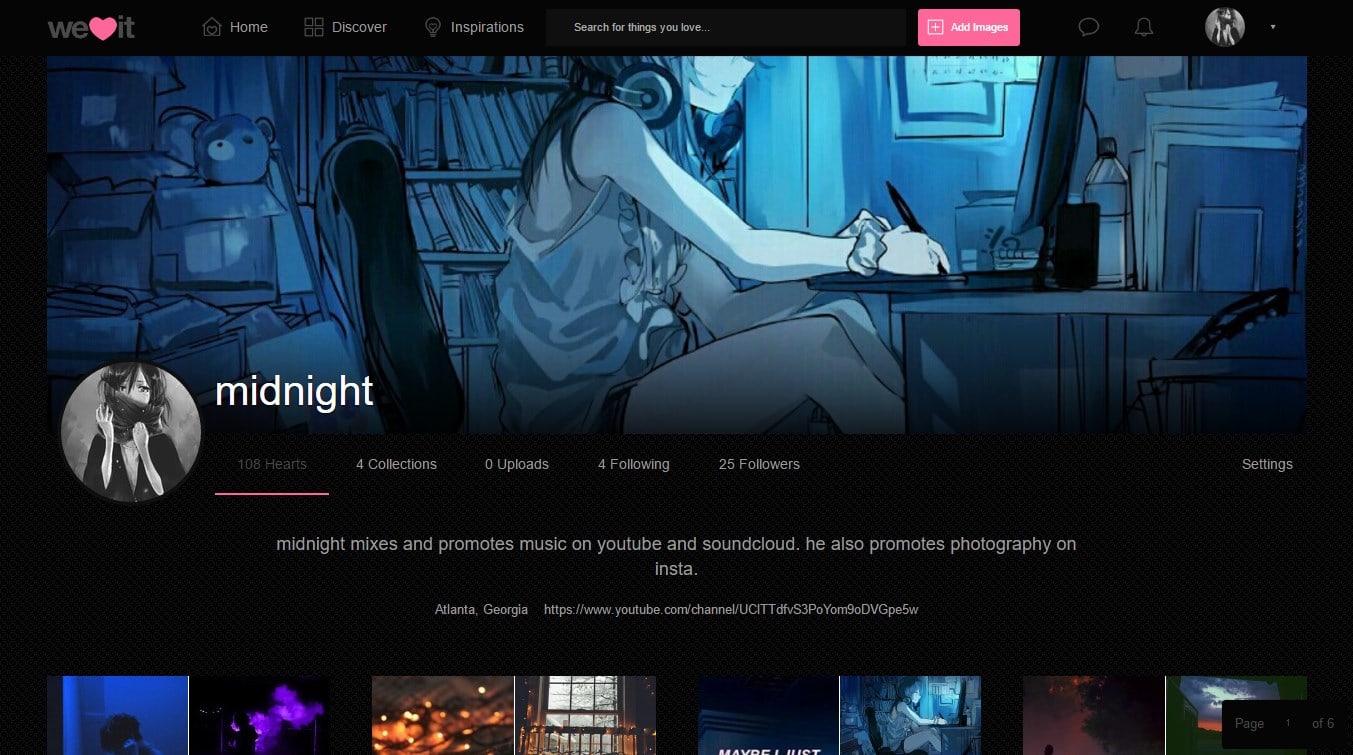 we it
Home
Discover
Inspirations
Search for things you love...
Add Images
midnight
108 Hearts
4 Collections
0 Uploads
4 Following
25 Followers
Settings
midnight mixes and promotes music on youtube and soundcloud. he also promotes photography on
insta.
Atlanta, Georgia
https://www.youtube.com/channel/UCITTdfvS3PoYom9oDVGpe5w
MAYBE I JUST
Page 1 of 6